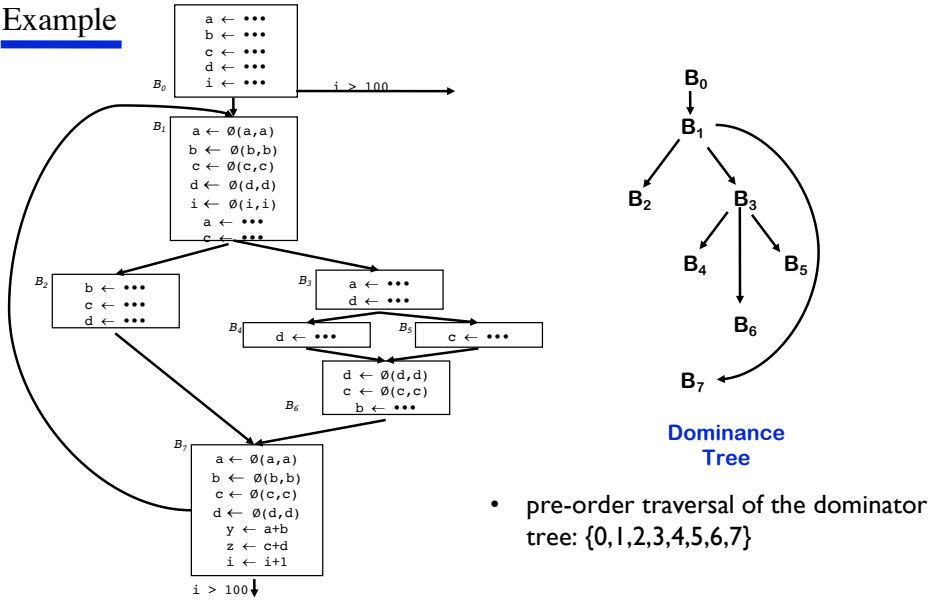 Example
a ← •••
b ← •••
c ← •••
d ← •••
i ← •••
B₀
i > 100
B₁
a ← Ø(a,a)
b ← Ø(b,b)
c ← Ø(c,c)
d ← Ø(d,d)
i ← Ø(i,i)
a ← •••
c ← •••
B₂
b ← •••
c ← •••
d ← •••
B₃
a ← •••
d ← •••
B₄
d ← •••
B₅
c ← •••
d ← Ø(d,d)
c ← Ø(c,c)
b ← •••
B₆
B₇
a ← Ø(a,a)
b ← Ø(b,b)
c ← Ø(c,c)
d ← Ø(d,d)
y ← a+b
z ← c+d
i ← i+1
i > 100
B₀
B₁
B₂
B₃
B₄
B₅
B₆
B₇
Dominance
Tree
• pre-order traversal of the dominator
tree: {0,1,2,3,4,5,6,7}